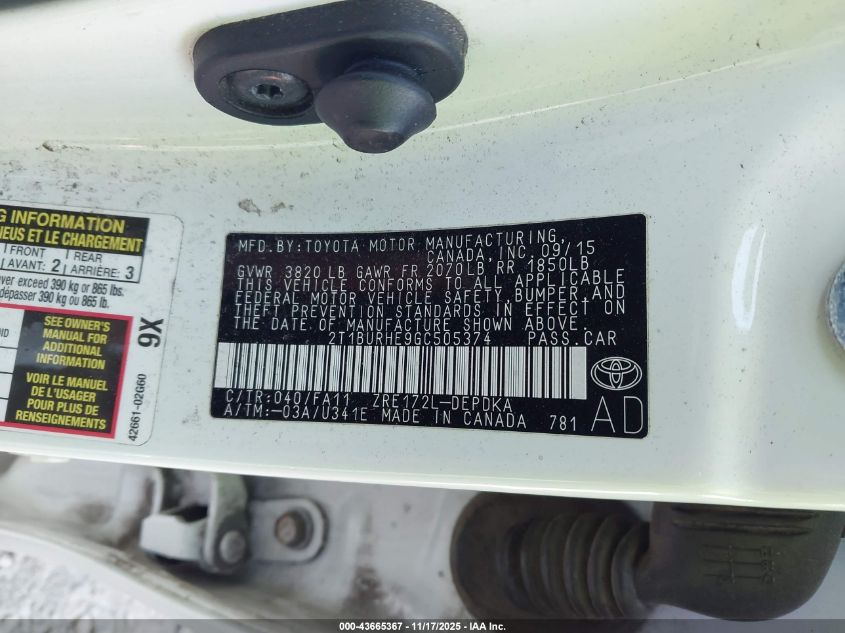 G INFORMATION
NEUS ET LE CHARGEMENT
FRONT
AVANT: 2
REAR
ARRIÈRE: 3
ver exceed 390 kg or 865 lbs.
dépasser 390 kg ou 865 lb.
SEE OWNER'S
MANUAL FOR
ADDITIONAL
INFORMATION
VOIR LE MANUEL
DE L'USAGER
POUR PLUS DE
RENSEIGNEMENTS
9X
42661-02G60
MFD. BY: TOYOTA MOTOR MANUFACTURING
CANADA, INC. 09/15
GVWR 3820 LB GAWR FR 2070LB RR 1850LB
THIS VEHICLE CONFORMS TO ALL APPLICABLE
FEDERAL MOTOR VEHICLE SAFETY, BUMPER, AND
THEFT PREVENTION STANDARDS IN EFFECT ON
THE DATE OF MANUFACTURE SHOWN ABOVE.
2T1BURHE9GC505374 PASS.CAR
C/TR: 040/FA11 ZRE172L-DEPDKA
A/TM: -03A/U341E MADE IN CANADA 781
AD
000-43665367 - 11/17/2025 - IAA Inc.